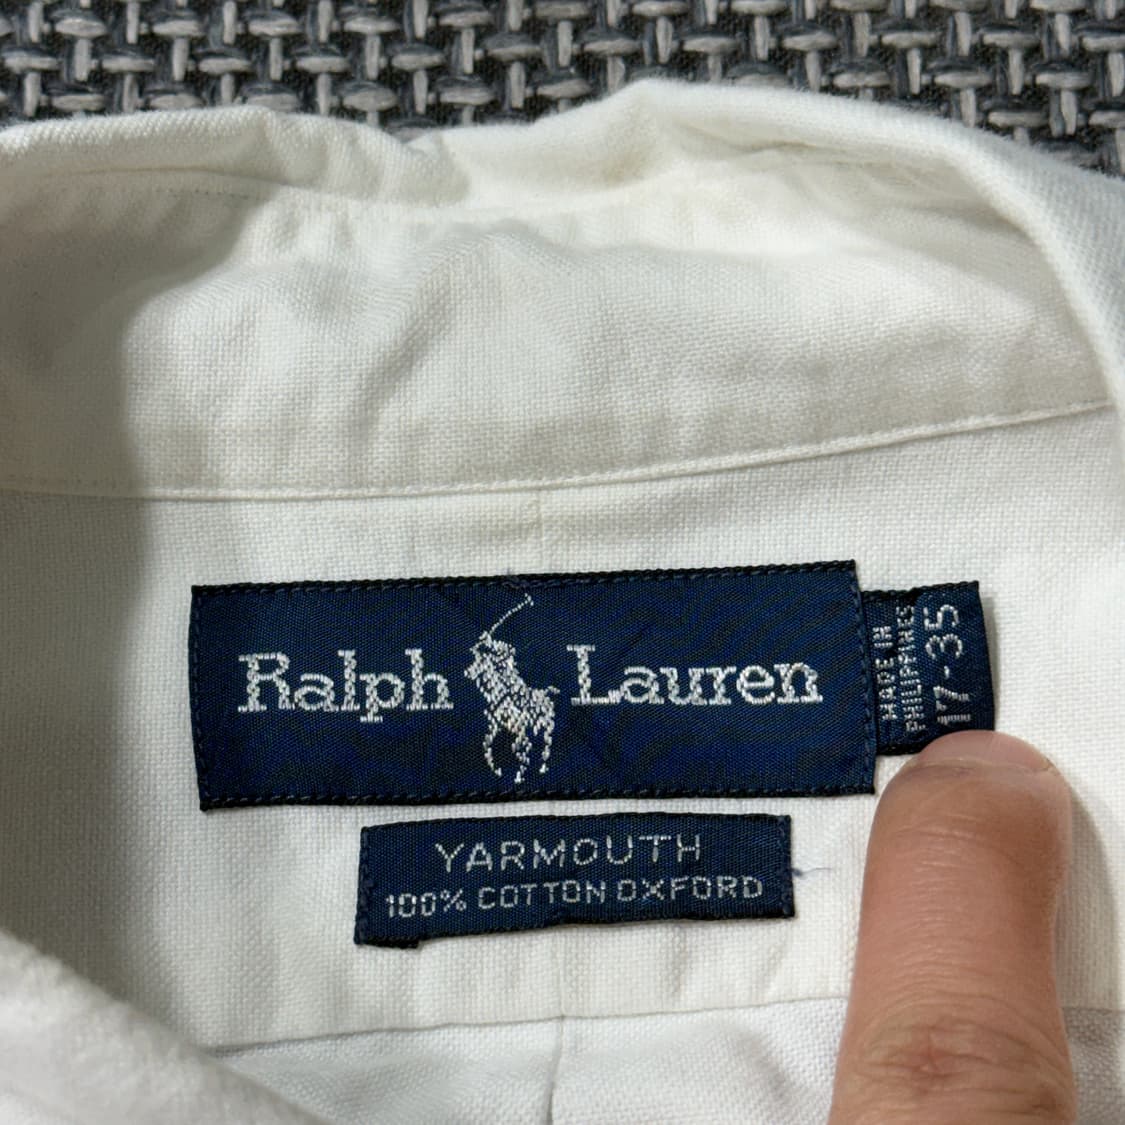 Ralph Lauren
MADE IN
PHILIPPINES
17-35
YARMOUTH
100% COTTON OXFORD